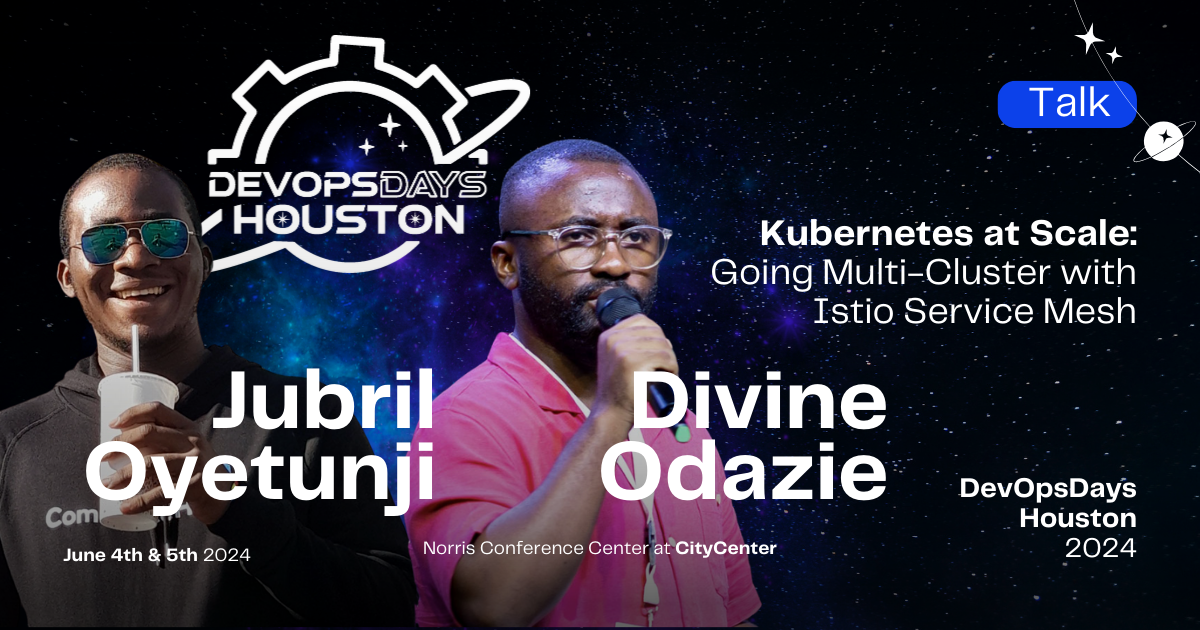 DEVOPSDAYS
HOUSTON
Talk
Kubernetes at Scale:
Going Multi-Cluster with
Istio Service Mesh
Jubril
Oyetunji
Divine
Odazie
DevOpsDays
Houston
2024
June 4th & 5th 2024
Norris Conference Center at CityCenter